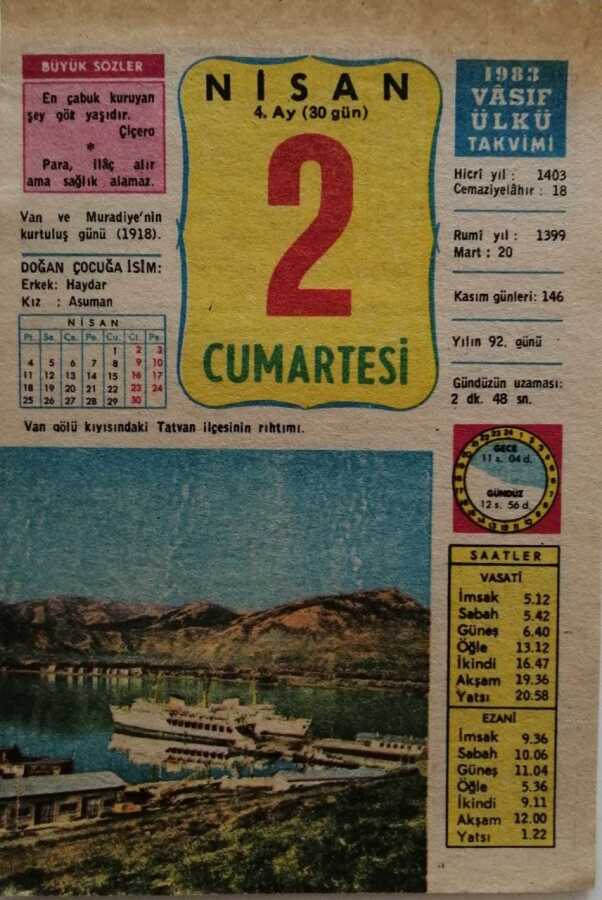 BÜYÜK SÖZLER
En çabuk kuruyan
şey göz yaşıdır.
Çiçero
*
Para, ilâç alır
ama sağlık alamaz.
Van ve Muradiye'nin
kurtuluş günü (1918).
DOĞAN ÇOCUĞA İSİM:
Erkek: Haydar
Kız : Asuman
NİSAN
Pt. Sa. Ça. Pe. Cu. Ct. Pa.
1 2 3
4 5 6 7 8 9 10
11 12 13 14 15 16 17
18 19 20 21 22 23 24
25 26 27 28 29 30
NİSAN
4. Ay (30 gün)
2
CUMARTESİ
1983
VÂSIF
ÜLKÜ
TAKVİMİ
Hicrî yıl : 1403
Cemaziyelâhır : 18
Rumî yıl : 1399
Mart : 20
Kasım günleri: 146
Yılın 92. günü
Gündüzün uzaması:
2 dk. 48 sn.
Van gölü kıyısındaki Tatvan ilçesinin rıhtımı.
GECE
11 s. 04 d.
GÜNDÜZ
12 s. 56 d.
SAATLER
VASATİ
İmsak 5.12
Sabah 5.42
Güneş 6.40
Öğle 13.12
İkindi 16.47
Akşam 19.36
Yatsı 20.58
EZANİ
İmsak 9.36
Sabah 10.06
Güneş 11.04
Öğle 5.36
İkindi 9.11
Akşam 12.00
Yatsı 1.22